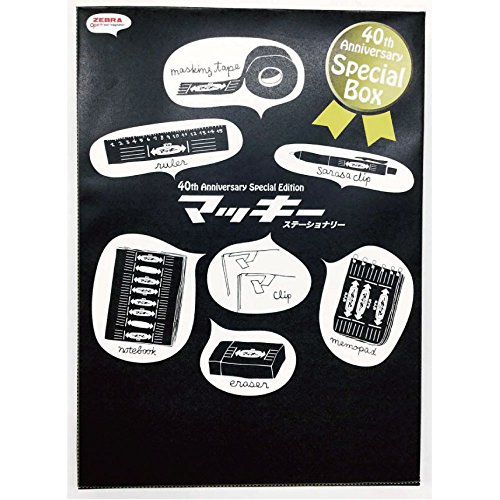 ZEBRA
40th
Anniversary
Special
Box
masking tape
ruler
sarasa clip
40th Anniversary Special Edition
マッキー
ステーショナリー
notebook
clip
memopad
eraser